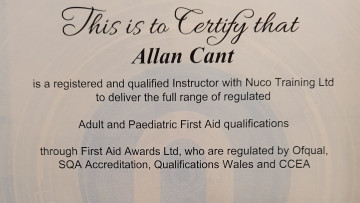 This is to Certify that
Allan Cant
is a registered and qualified Instructor with Nuco Training Ltd
to deliver the full range of regulated
Adult and Paediatric First Aid qualifications
through First Aid Awards Ltd, who are regulated by Ofqual,
SQA Accreditation, Qualifications Wales and CCEA